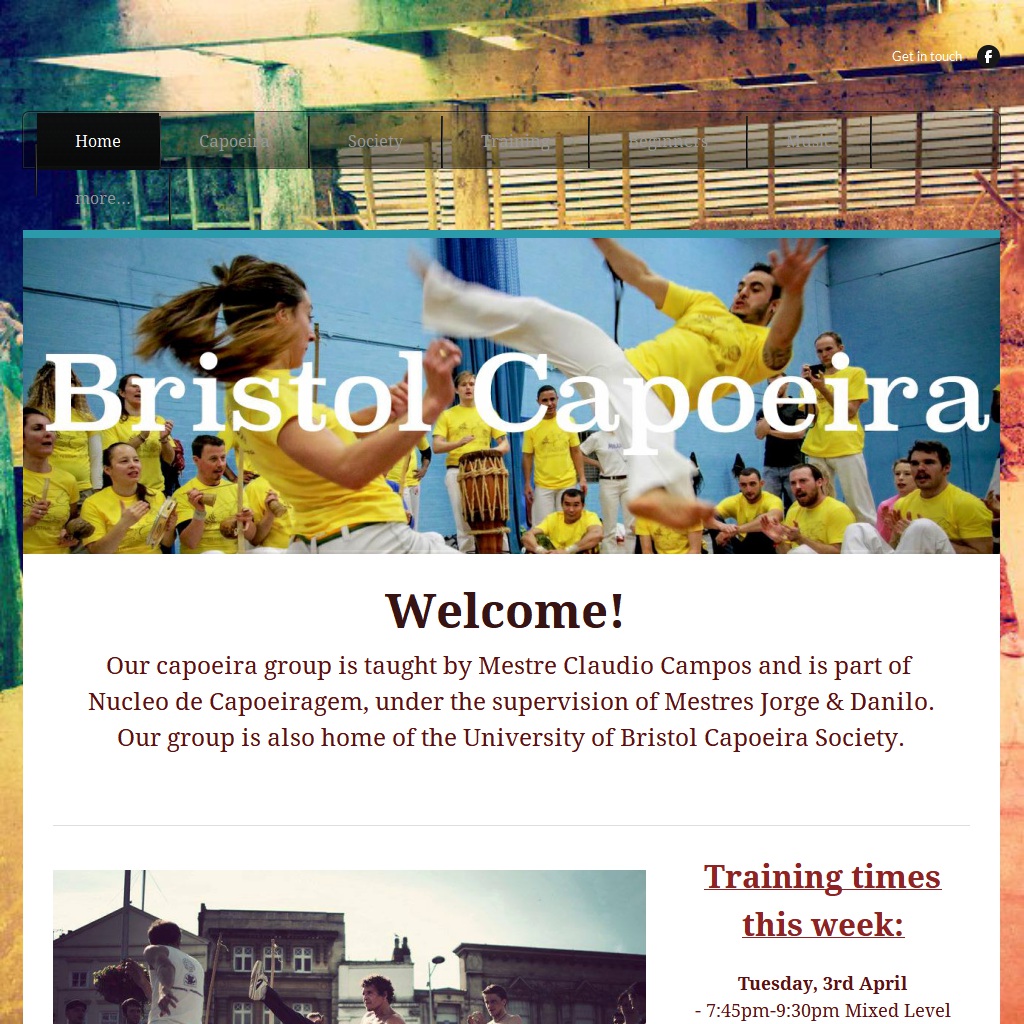 Get in touch
Home
Capoeira
Society
Training
Beginners
Music
more...
Bristol Capoeira
Welcome!
Our capoeira group is taught by Mestre Claudio Campos and is part of
Nucleo de Capoeiragem, under the supervision of Mestres Jorge & Danilo.
Our group is also home of the University of Bristol Capoeira Society.
Training times
this week:
Tuesday, 3rd April
- 7:45pm-9:30pm Mixed Level